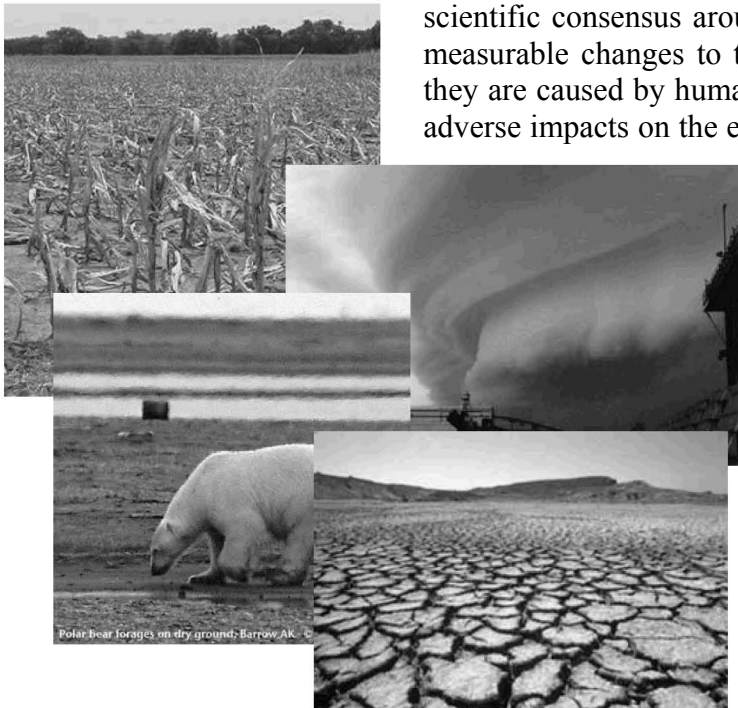 scientific consensus arou
measurable changes to t
they are caused by huma
adverse impacts on the e
Polar bear forages on dry ground, Barrow AK - ©